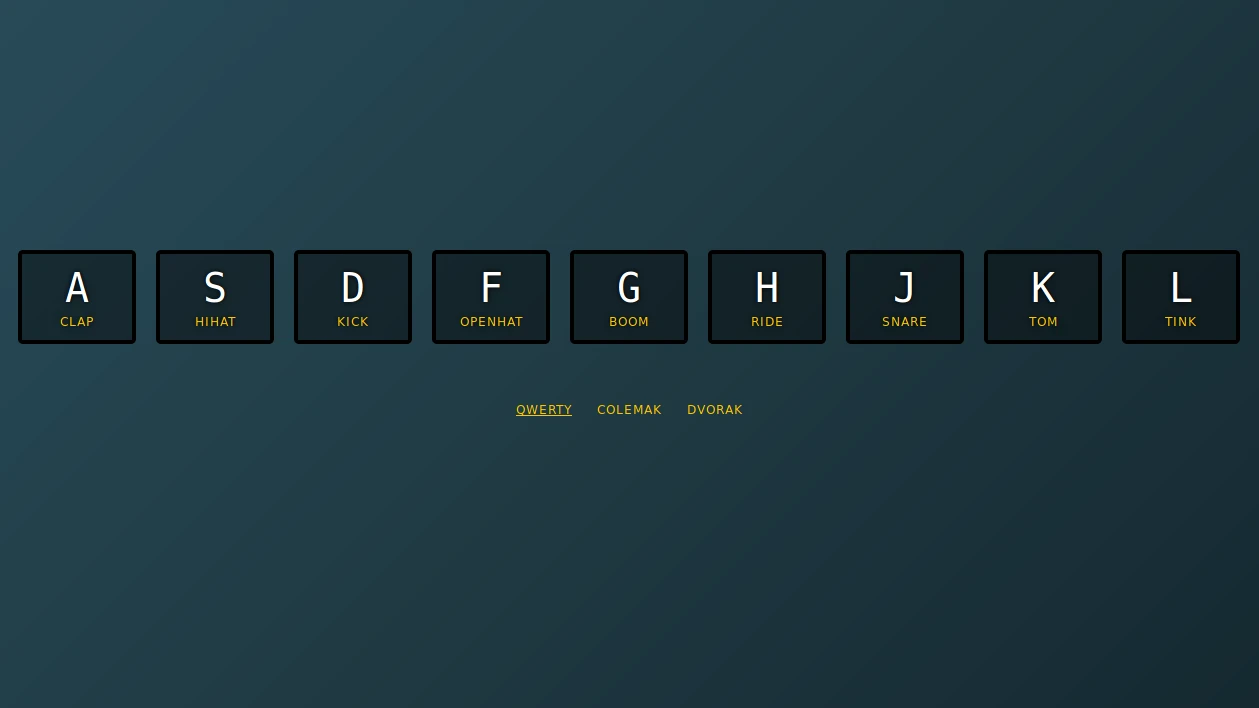 A S D F G H J K L
CLAP HIHAT KICK OPENHAT BOOM RIDE SNARE TOM TINK
QWERTY COLEMAK DVORAK